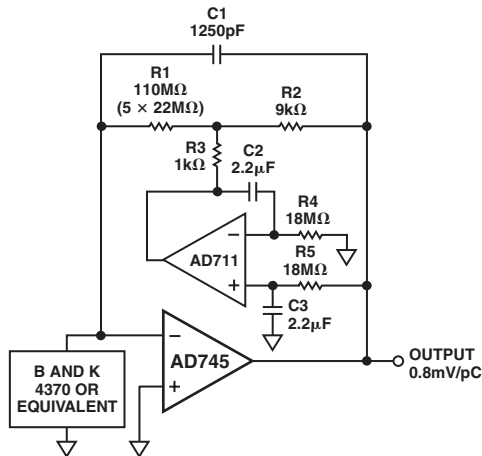 C1
1250pF
R1
110MΩ
(5 × 22MΩ)
R2
9kΩ
R3
1kΩ
C2
2.2µF
R4
18MΩ
R5
18MΩ
–
AD711
+
C3
2.2µF
–
AD745
+
B AND K
4370 OR
EQUIVALENT
OUTPUT
0.8mV/pC